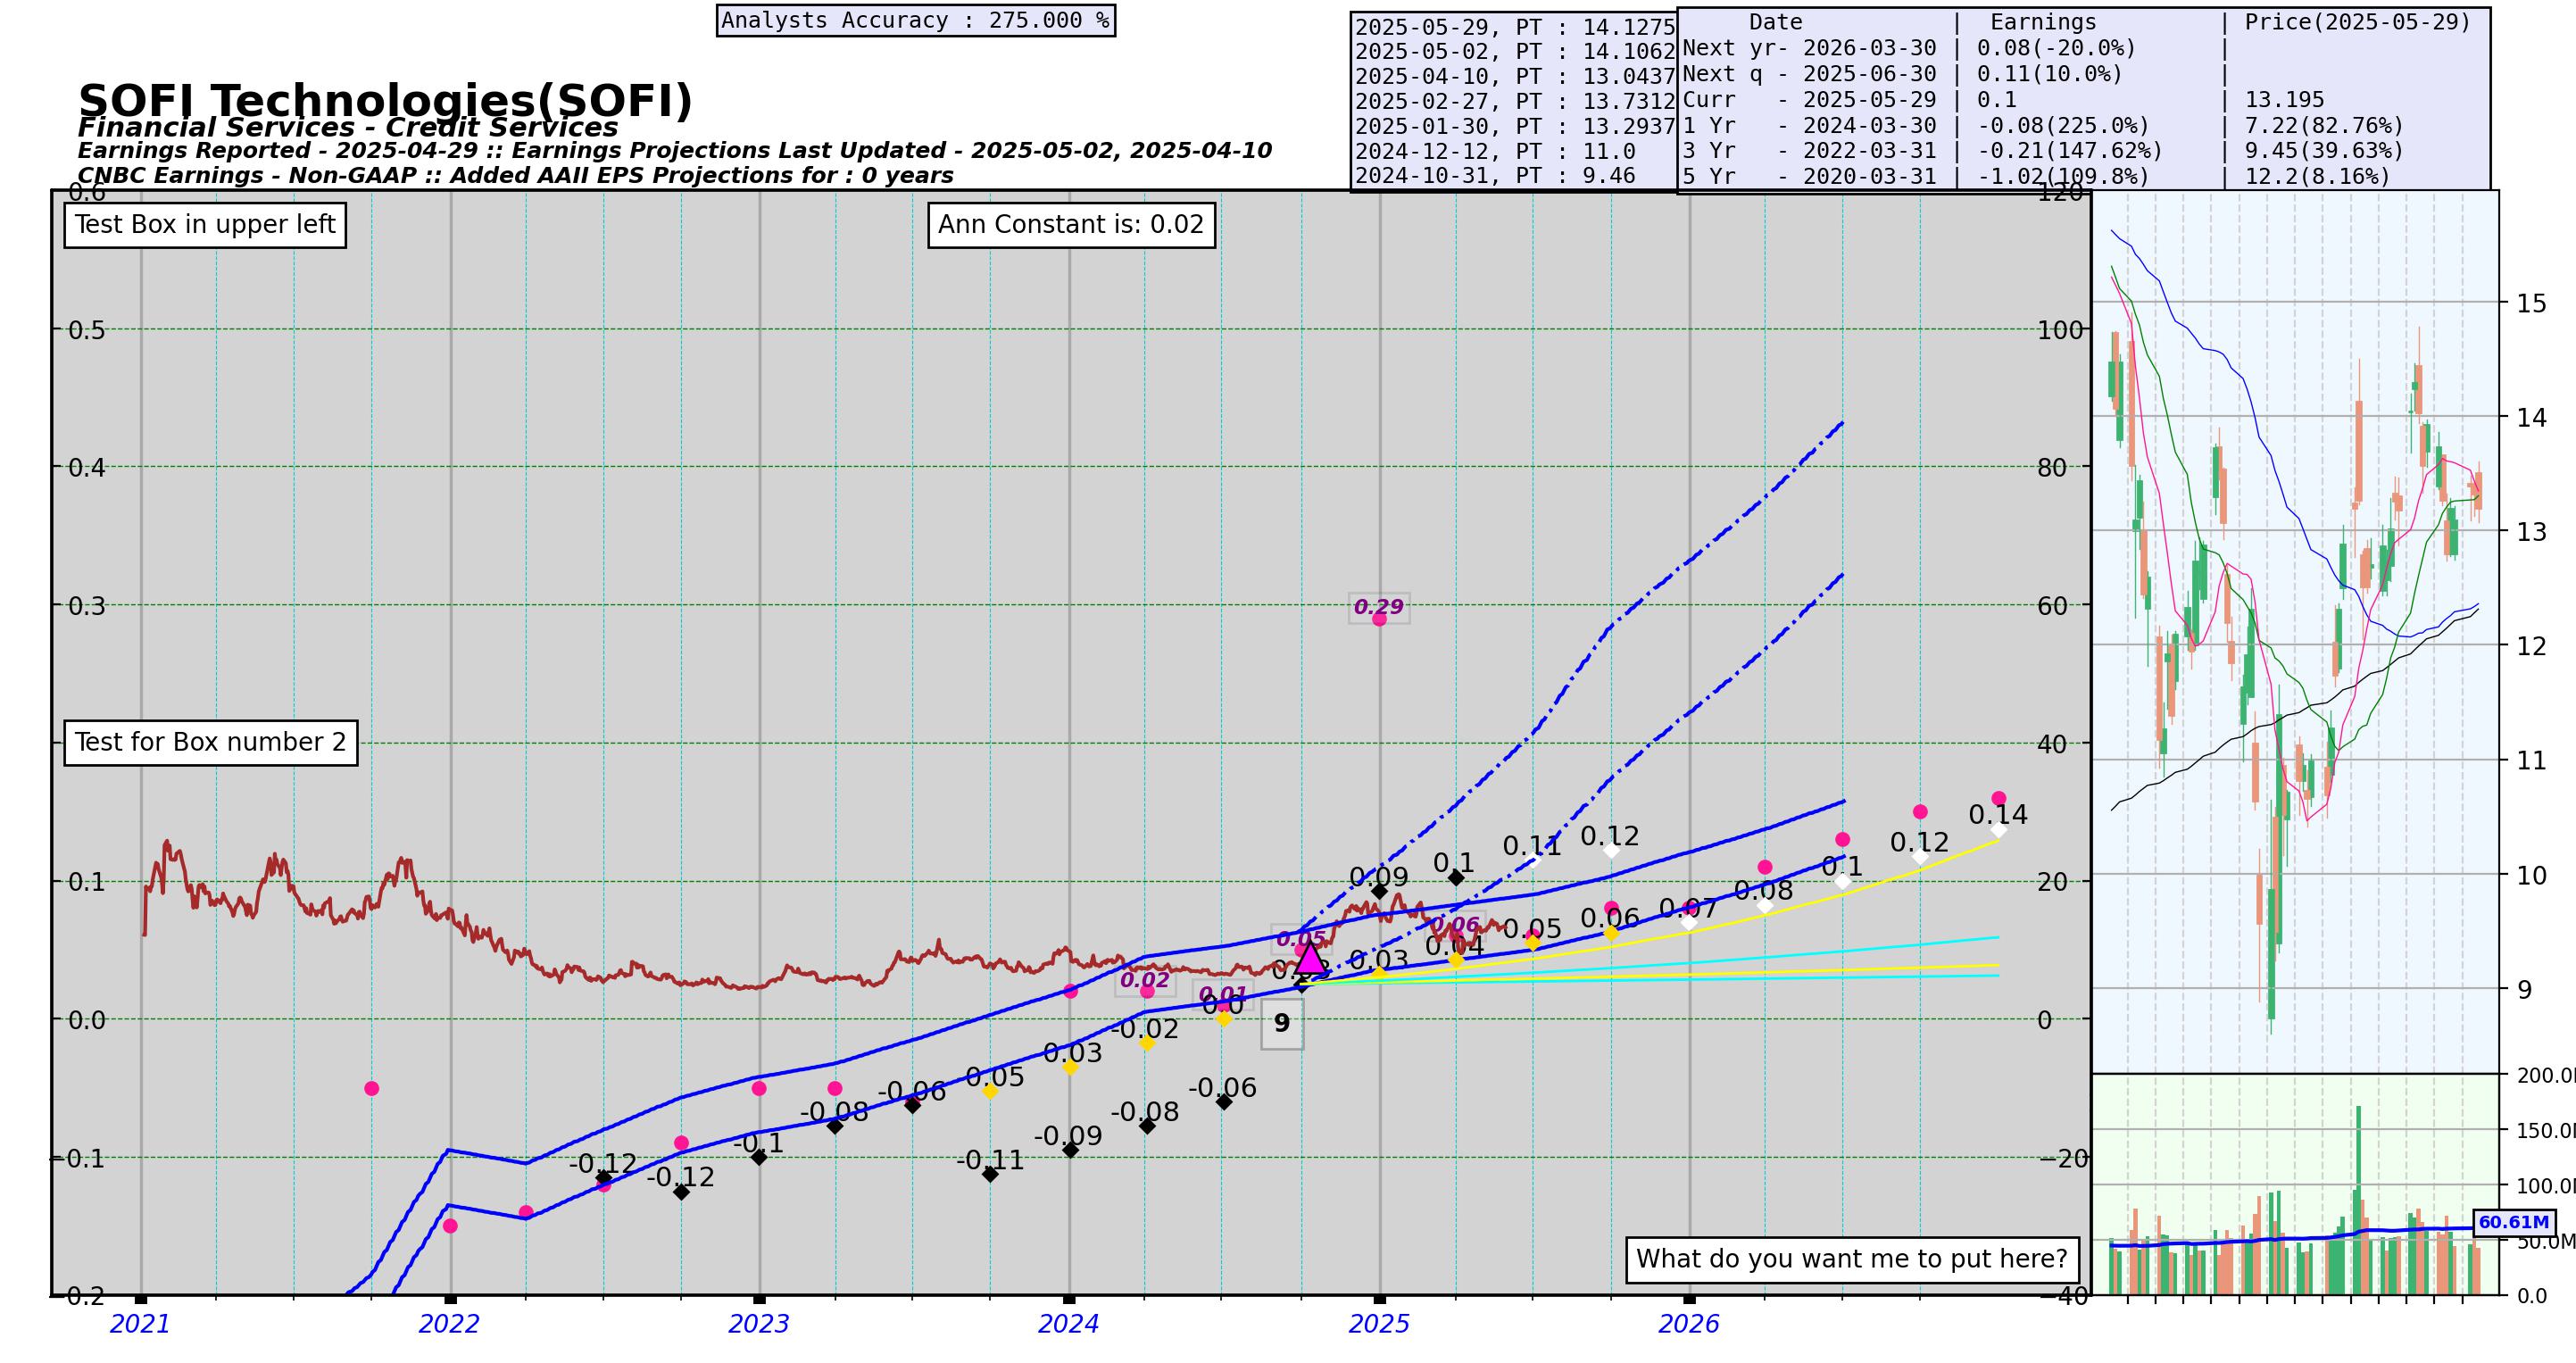 Analysts Accuracy : 275.000 %
2025-05-29, PT : 14.1275
2025-05-02, PT : 14.1062
2025-04-10, PT : 13.0437
2025-02-27, PT : 13.7312
2025-01-30, PT : 13.2937
2024-12-12, PT : 11.0
2024-10-31, PT : 9.46
Date | Earnings | Price(2025-05-29)
Next yr- 2026-03-30 | 0.08(-20.0%) |
Next q - 2025-06-30 | 0.11(10.0%) |
Curr - 2025-05-29 | 0.1 | 13.195
1 Yr - 2024-03-30 | -0.08(225.0%) | 7.22(82.76%)
3 Yr - 2022-03-31 | -0.21(147.62%) | 9.45(39.63%)
5 Yr - 2020-03-31 | -1.02(109.8%) | 12.2(8.16%)
SOFI Technologies(SOFI)
Financial Services - Credit Services
Earnings Reported - 2025-04-29 :: Earnings Projections Last Updated - 2025-05-02, 2025-04-10
CNBC Earnings - Non-GAAP :: Added AAII EPS Projections for : 0 years
0.6
120
Test Box in upper left
Ann Constant is: 0.02
15
0.5
100
14
0.4
80
13
0.3
0.29
60
12
Test for Box number 2
40
11
0.14
0.12
0.11
0.12
0.1
0.1
0.09
0.08
0.1
20
10
0.07
0.06
0.05
0.06
0.05
0.04
0.03
0.03
0.02
0.01
0.0
9
0.0
9
0
-0.02
0.03
0.05
-0.06
-0.06
-0.08
-0.08
-0.09
-0.1
-0.11
-0.12
-0.12
−0.1
−20
200.0
150.0
100.0
60.61M
50.0M
What do you want me to put here?
−0.2
−40
0.0
2021
2022
2023
2024
2025
2026